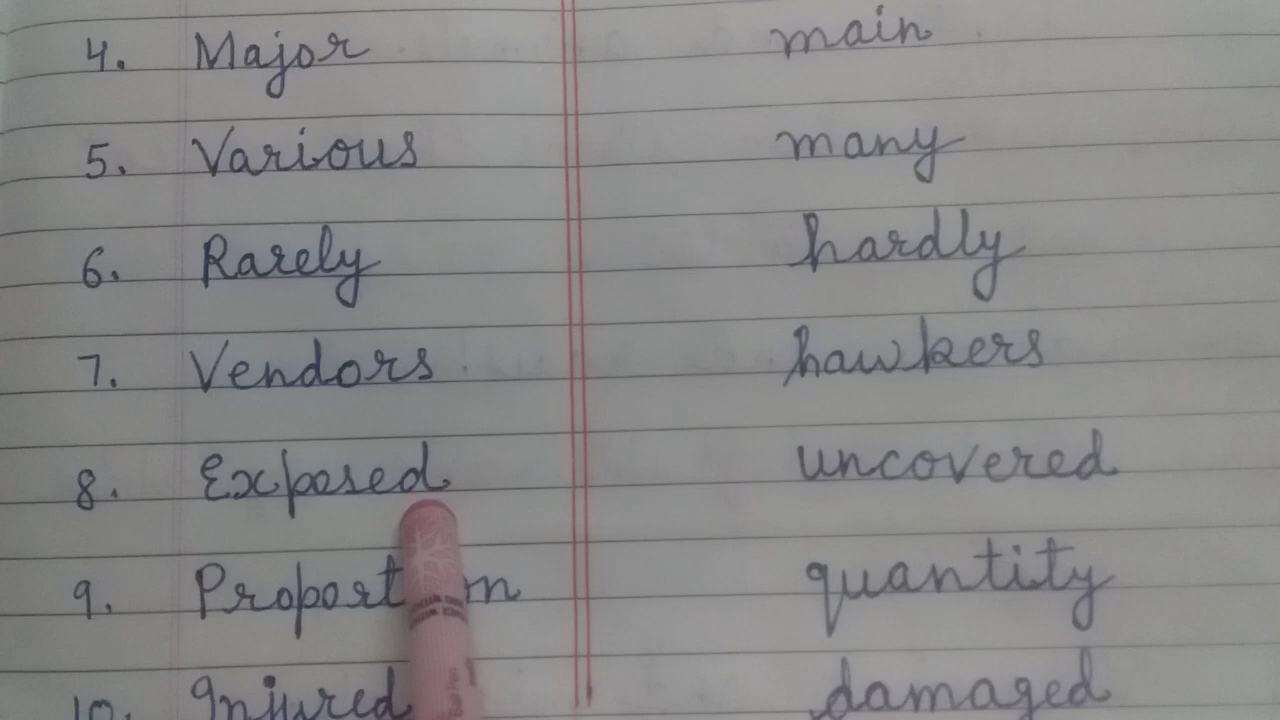 4. Major main
5. Various many
6. Rarely hardly
7. Vendors hawkers
8. Exposed uncovered
9. quantity
10. Injured damaged